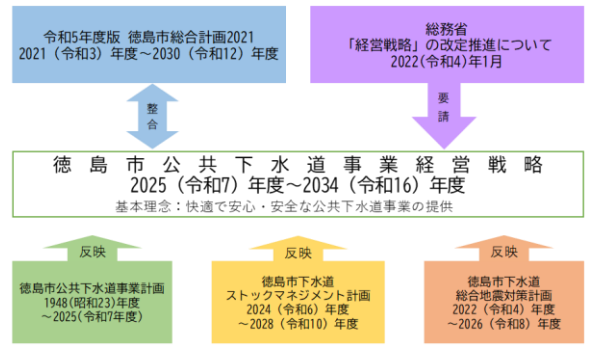 令和5年度版 徳島市総合計画2021
2021（令和3）年度～2030（令和12）年度
総務省
「経営戦略」の改定推進について
2022(令和4)年1月
整合
要請
徳島市公共下水道事業経営戦略
2025（令和7）年度～2034（令和16）年度
基本理念：快適で安心・安全な公共下水道事業の提供
反映
反映
反映
徳島市公共下水道事業計画
1948(昭和23)年度
～2025(令和7年度)
徳島市下水道
ストックマネジメント計画
2024（令和6）年度
～2028（令和10）年度
徳島市下水道
総合地震対策計画
2022（令和4）年度
～2026（令和8）年度